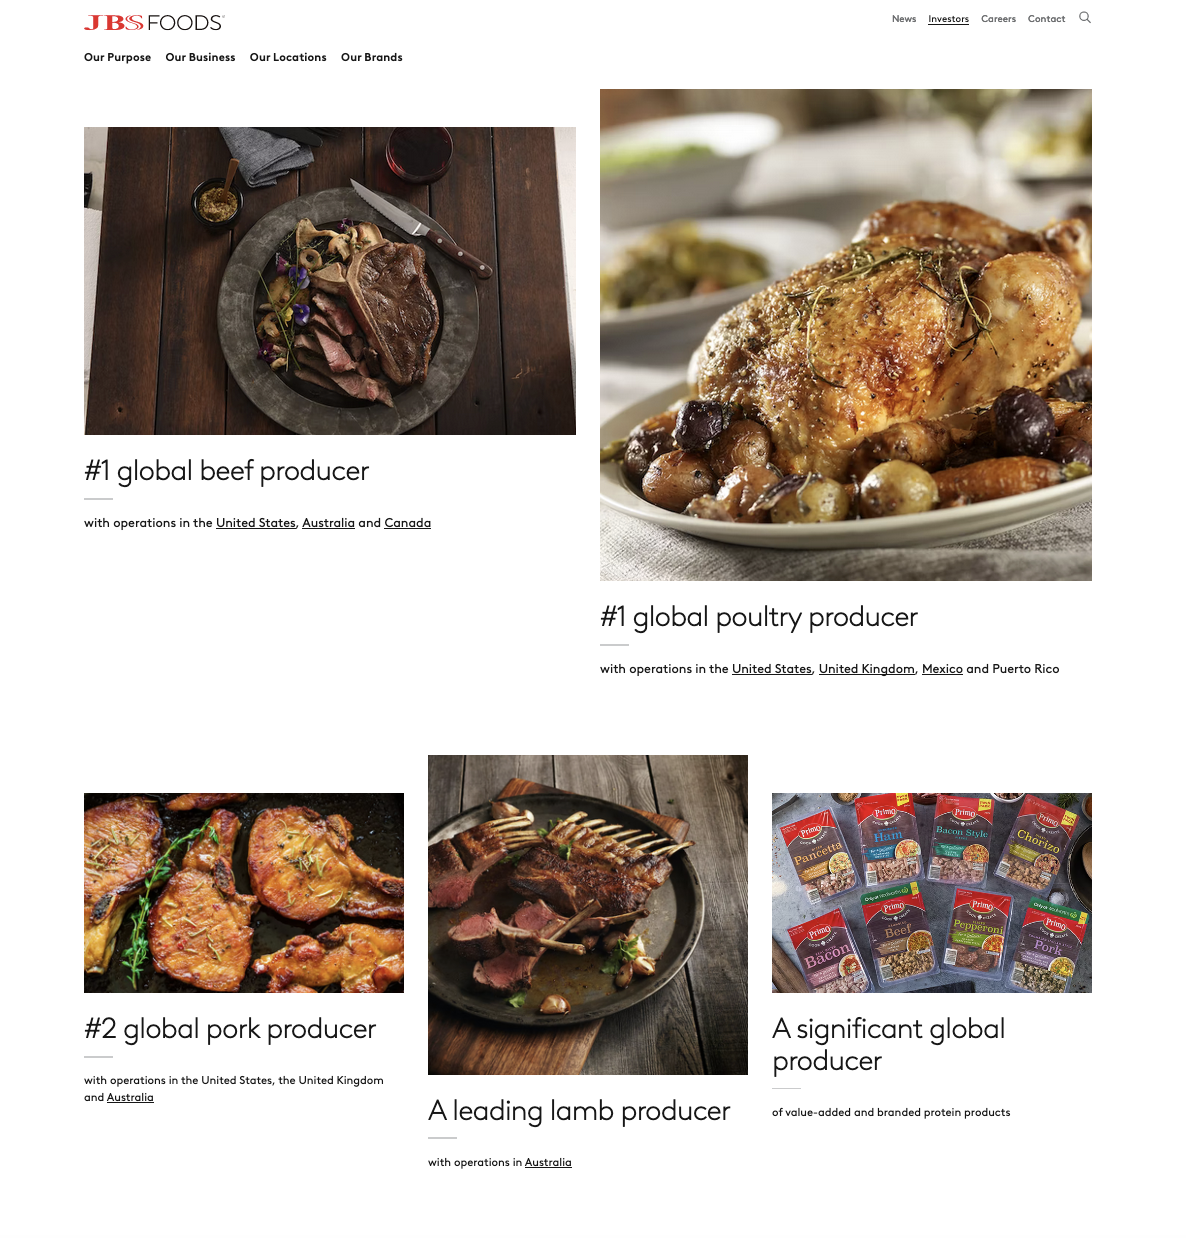 JBS FOODS
News Investors Careers Contact
Our Purpose Our Business Our Locations Our Brands
#1 global beef producer
with operations in the United States, Australia and Canada
#1 global poultry producer
with operations in the United States, United Kingdom, Mexico and Puerto Rico
Primo
Pancetta
Primo
Ham
Primo
Bacon Style
Primo
Chorizo
Primo
Bacon
Primo
Beef
Primo
Pepperoni
Primo
Pork
#2 global pork producer
with operations in the United States, the United Kingdom
and Australia
A leading lamb producer
with operations in Australia
A significant global
producer
of value-added and branded protein products